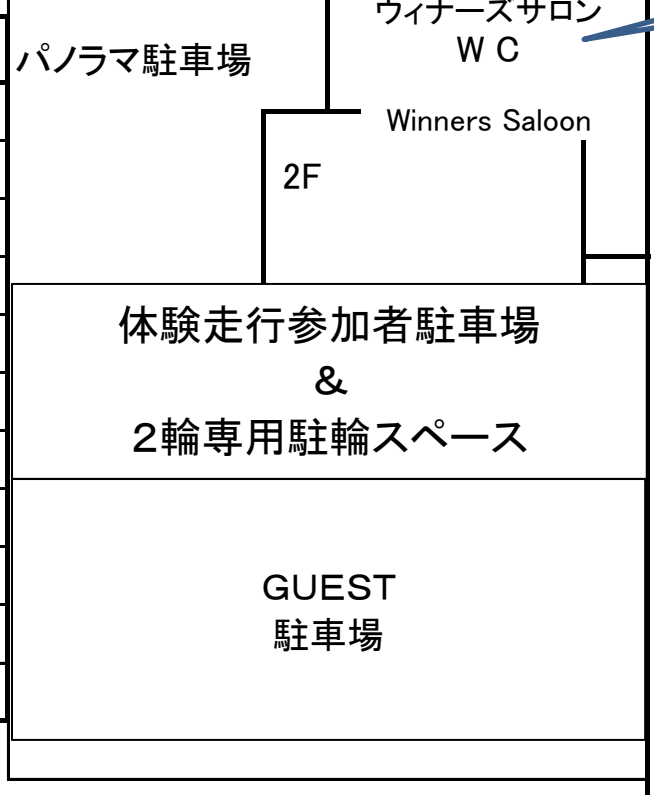 ウィナーズサロン
ＷＣ
パノラマ駐車場
Winners Saloon
2F
体験走行参加者駐車場
＆
２輪専用駐輪スペース
ＧＵＥＳＴ
駐車場